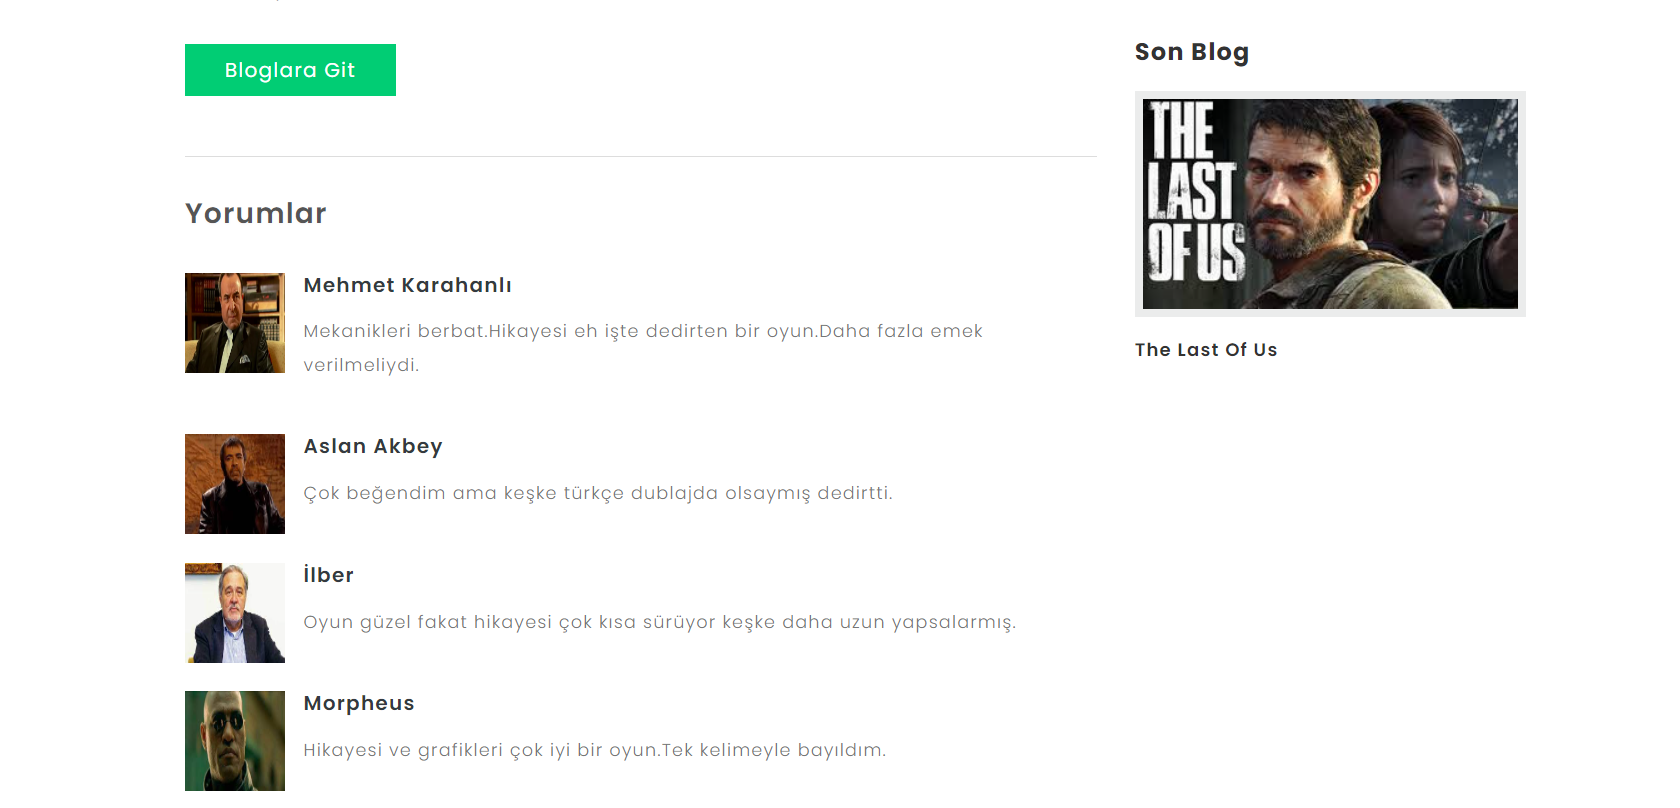 Bloglara Git
Yorumlar
Mehmet Karahanlı
Mekanikleri berbat.Hikayesi eh işte dedirten bir oyun.Daha fazla emek
verilmeliydi.
Aslan Akbey
Çok beğendim ama keşke türkçe dublajda olsaymış dedirtti.
İlber
Oyun güzel fakat hikayesi çok kısa sürüyor keşke daha uzun yapsalarmış.
Morpheus
Hikayesi ve grafikleri çok iyi bir oyun.Tek kelimeyle bayıldım.
Son Blog
THE
LAST
OF US
The Last Of Us